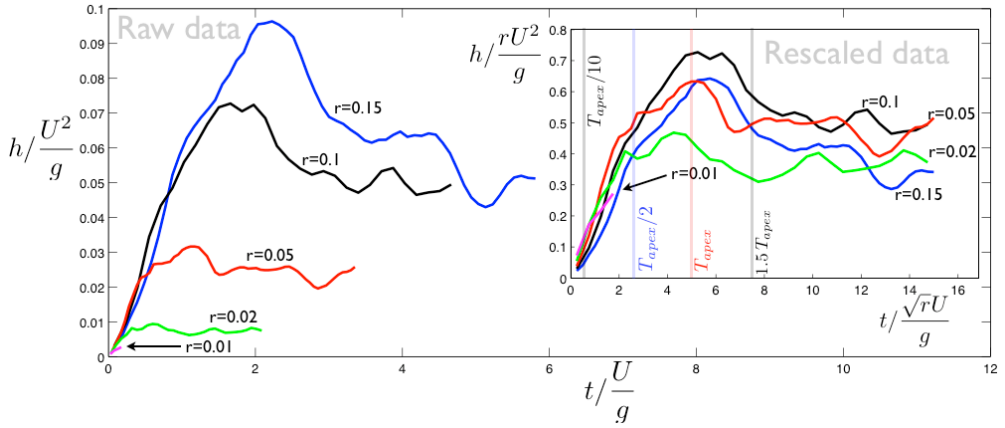 Raw data
h/U²/g
0.1
0.09
0.08
0.07
0.06
0.05
0.04
0.03
0.02
0.01
0
r=0.15
r=0.1
r=0.05
r=0.02
r=0.01
0
2
4
6
8
10
12
t/U/g
Rescaled data
h/rU²/g
0.8
0.7
0.6
0.5
0.4
0.3
0.2
0.1
0
T_apex/10
T_apex/2
T_apex
1.5 T_apex
r=0.1
r=0.05
r=0.02
r=0.01
r=0.15
0
2
4
6
8
10
12
14
16
t/√rU/g